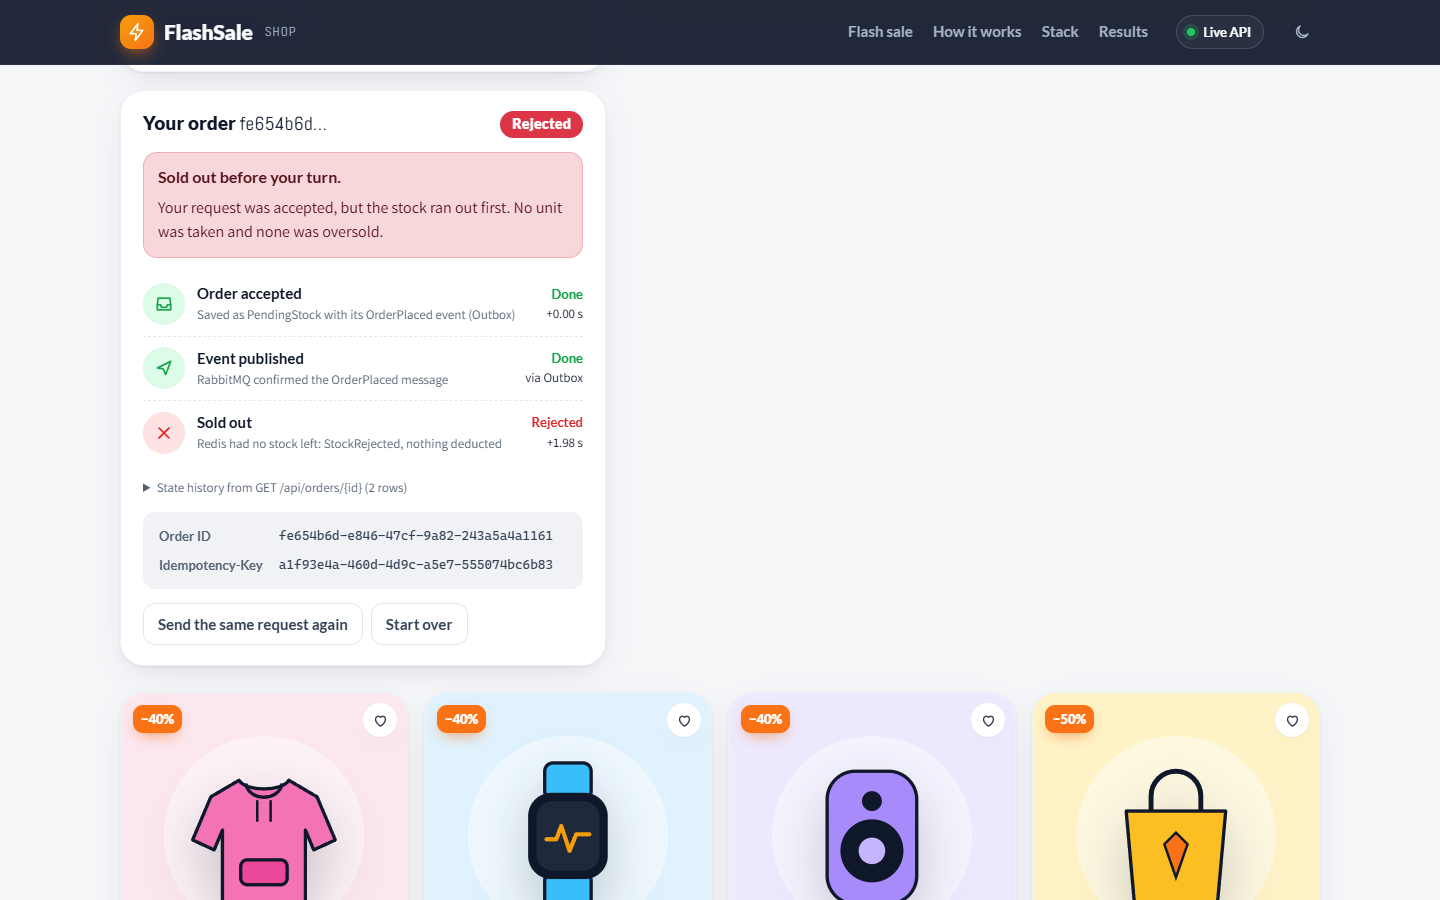 FlashSale SHOP
Flash sale How it works Stack Results Live API
Your order fe654b6d... Rejected
Sold out before your turn.
Your request was accepted, but the stock ran out first. No unit
was taken and none was oversold.
Order accepted Done
Saved as PendingStock with its OrderPlaced event (Outbox) +0.00 s
Event published Done
RabbitMQ confirmed the OrderPlaced message via Outbox
Sold out Rejected
Redis had no stock left: StockRejected, nothing deducted +1.98 s
State history from GET /api/orders/{id} (2 rows)
Order ID fe654b6d-e846-47cf-9a82-243a5a4a1161
Idempotency-Key a1f93e4a-460d-4d9c-a5e7-555074bc6b83
Send the same request again Start over
−40% −40% −40% −50%